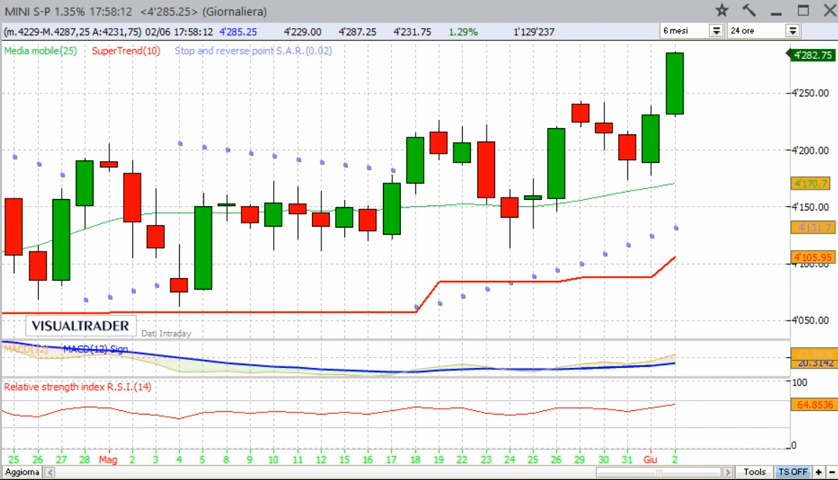 MINI S-P 1.35% 17:58:12 <4'285.25> (Giornaliera)
(m.4229-M.4287,25 A:4231,75) 02/06 17:58:12 4'285.25 4'229.00 4'287.25 4'231.75 1.29% 1'129'237 6 mesi 24 ore
Media mobile(25) SuperTrend(10) Stop and reverse point S.A.R.(0.02)
4'282.75
4'250.00
4'200.00
4'170.7
4'150.00
4'131.7
4'105.95
4'100.00
4'050.00
VISUALTRADER
Dati Intraday
MACD(12) MACD(12) Sign
20.3142
Relative strength index R.S.I.(14)
100
64.8536
0
25 26 27 28 Mag 2 3 4 5 8 9 10 11 12 15 16 17 18 19 22 23 24 25 26 29 30 31 Giu 2
Aggiorna Tools TS OFF